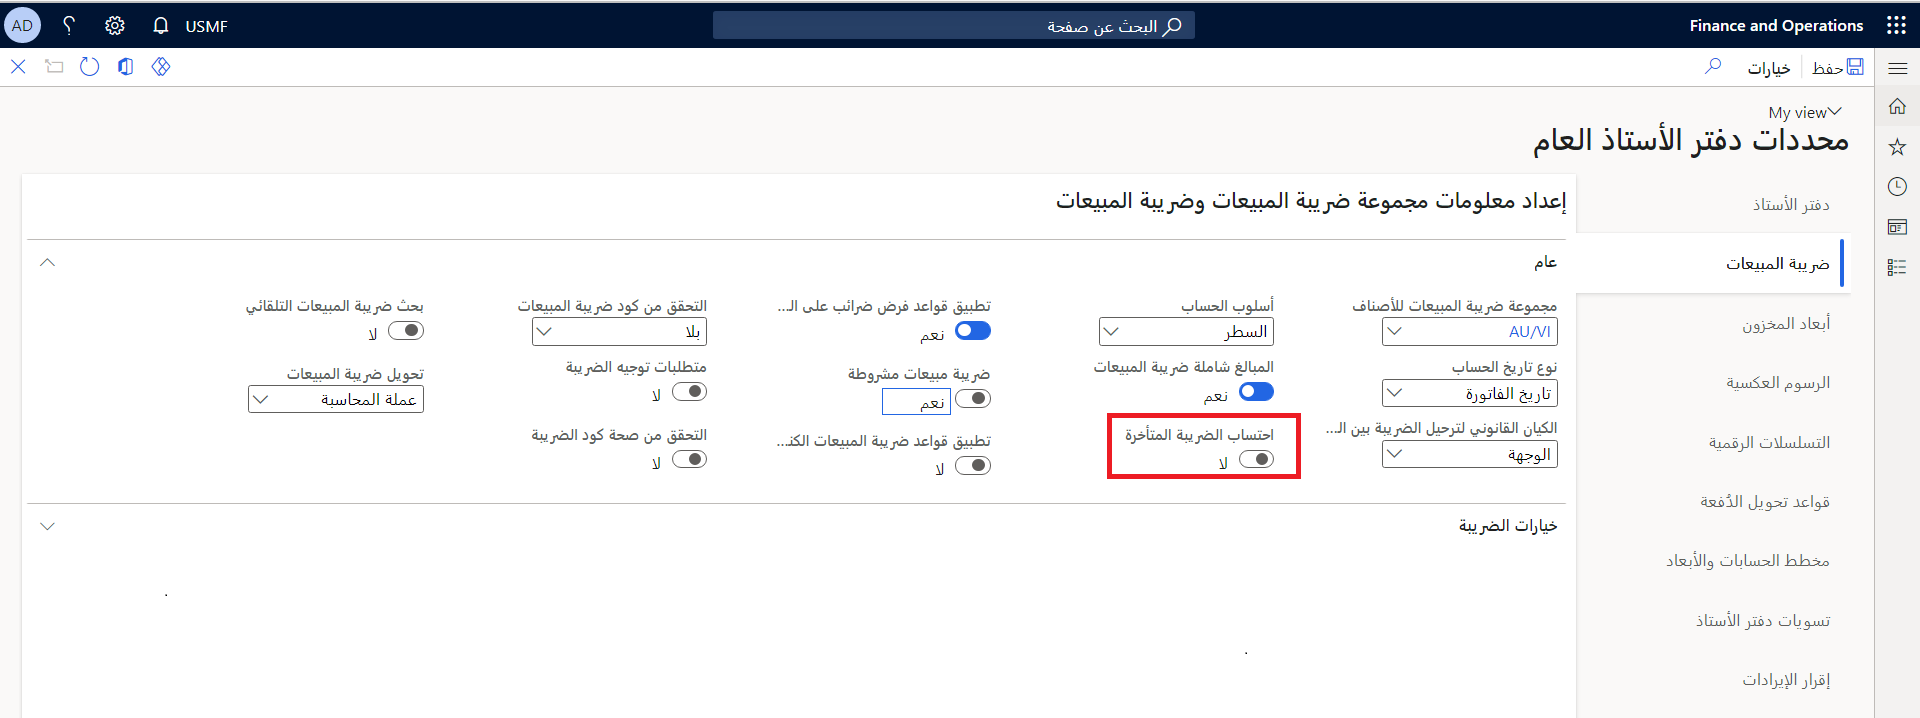 Finance and Operations
البحث عن صفحة
USMF
AD
حفظ
خيارات
My view
محددات دفتر الأستاذ العام
دفتر الأستاذ
ضريبة المبيعات
أبعاد المخزون
الرسوم العكسية
التسلسلات الرقمية
قواعد تحويل الدُفعة
مخطط الحسابات والأبعاد
تسويات دفتر الأستاذ
إقرار الإيرادات
إعداد معلومات مجموعة ضريبة المبيعات وضريبة المبيعات
عام
مجموعة ضريبة المبيعات للأصناف
AU/VI
نوع تاريخ الحساب
تاريخ الفاتورة
الكيان القانوني لترحيل الضريبة بين الـ...
الوجهة
أسلوب الحساب
السطر
المبالغ شاملة ضريبة المبيعات
نعم
احتساب الضريبة المتأخرة
لا
تطبيق قواعد فرض ضرائب على الـ...
نعم
ضريبة مبيعات مشروطة
نعم
تطبيق قواعد ضريبة المبيعات الكنـ...
لا
التحقق من كود ضريبة المبيعات
بلا
متطلبات توجيه الضريبة
لا
التحقق من صحة كود الضريبة
لا
بحث ضريبة المبيعات التلقائي
لا
تحويل ضريبة المبيعات
عملة المحاسبة
خيارات الضريبة